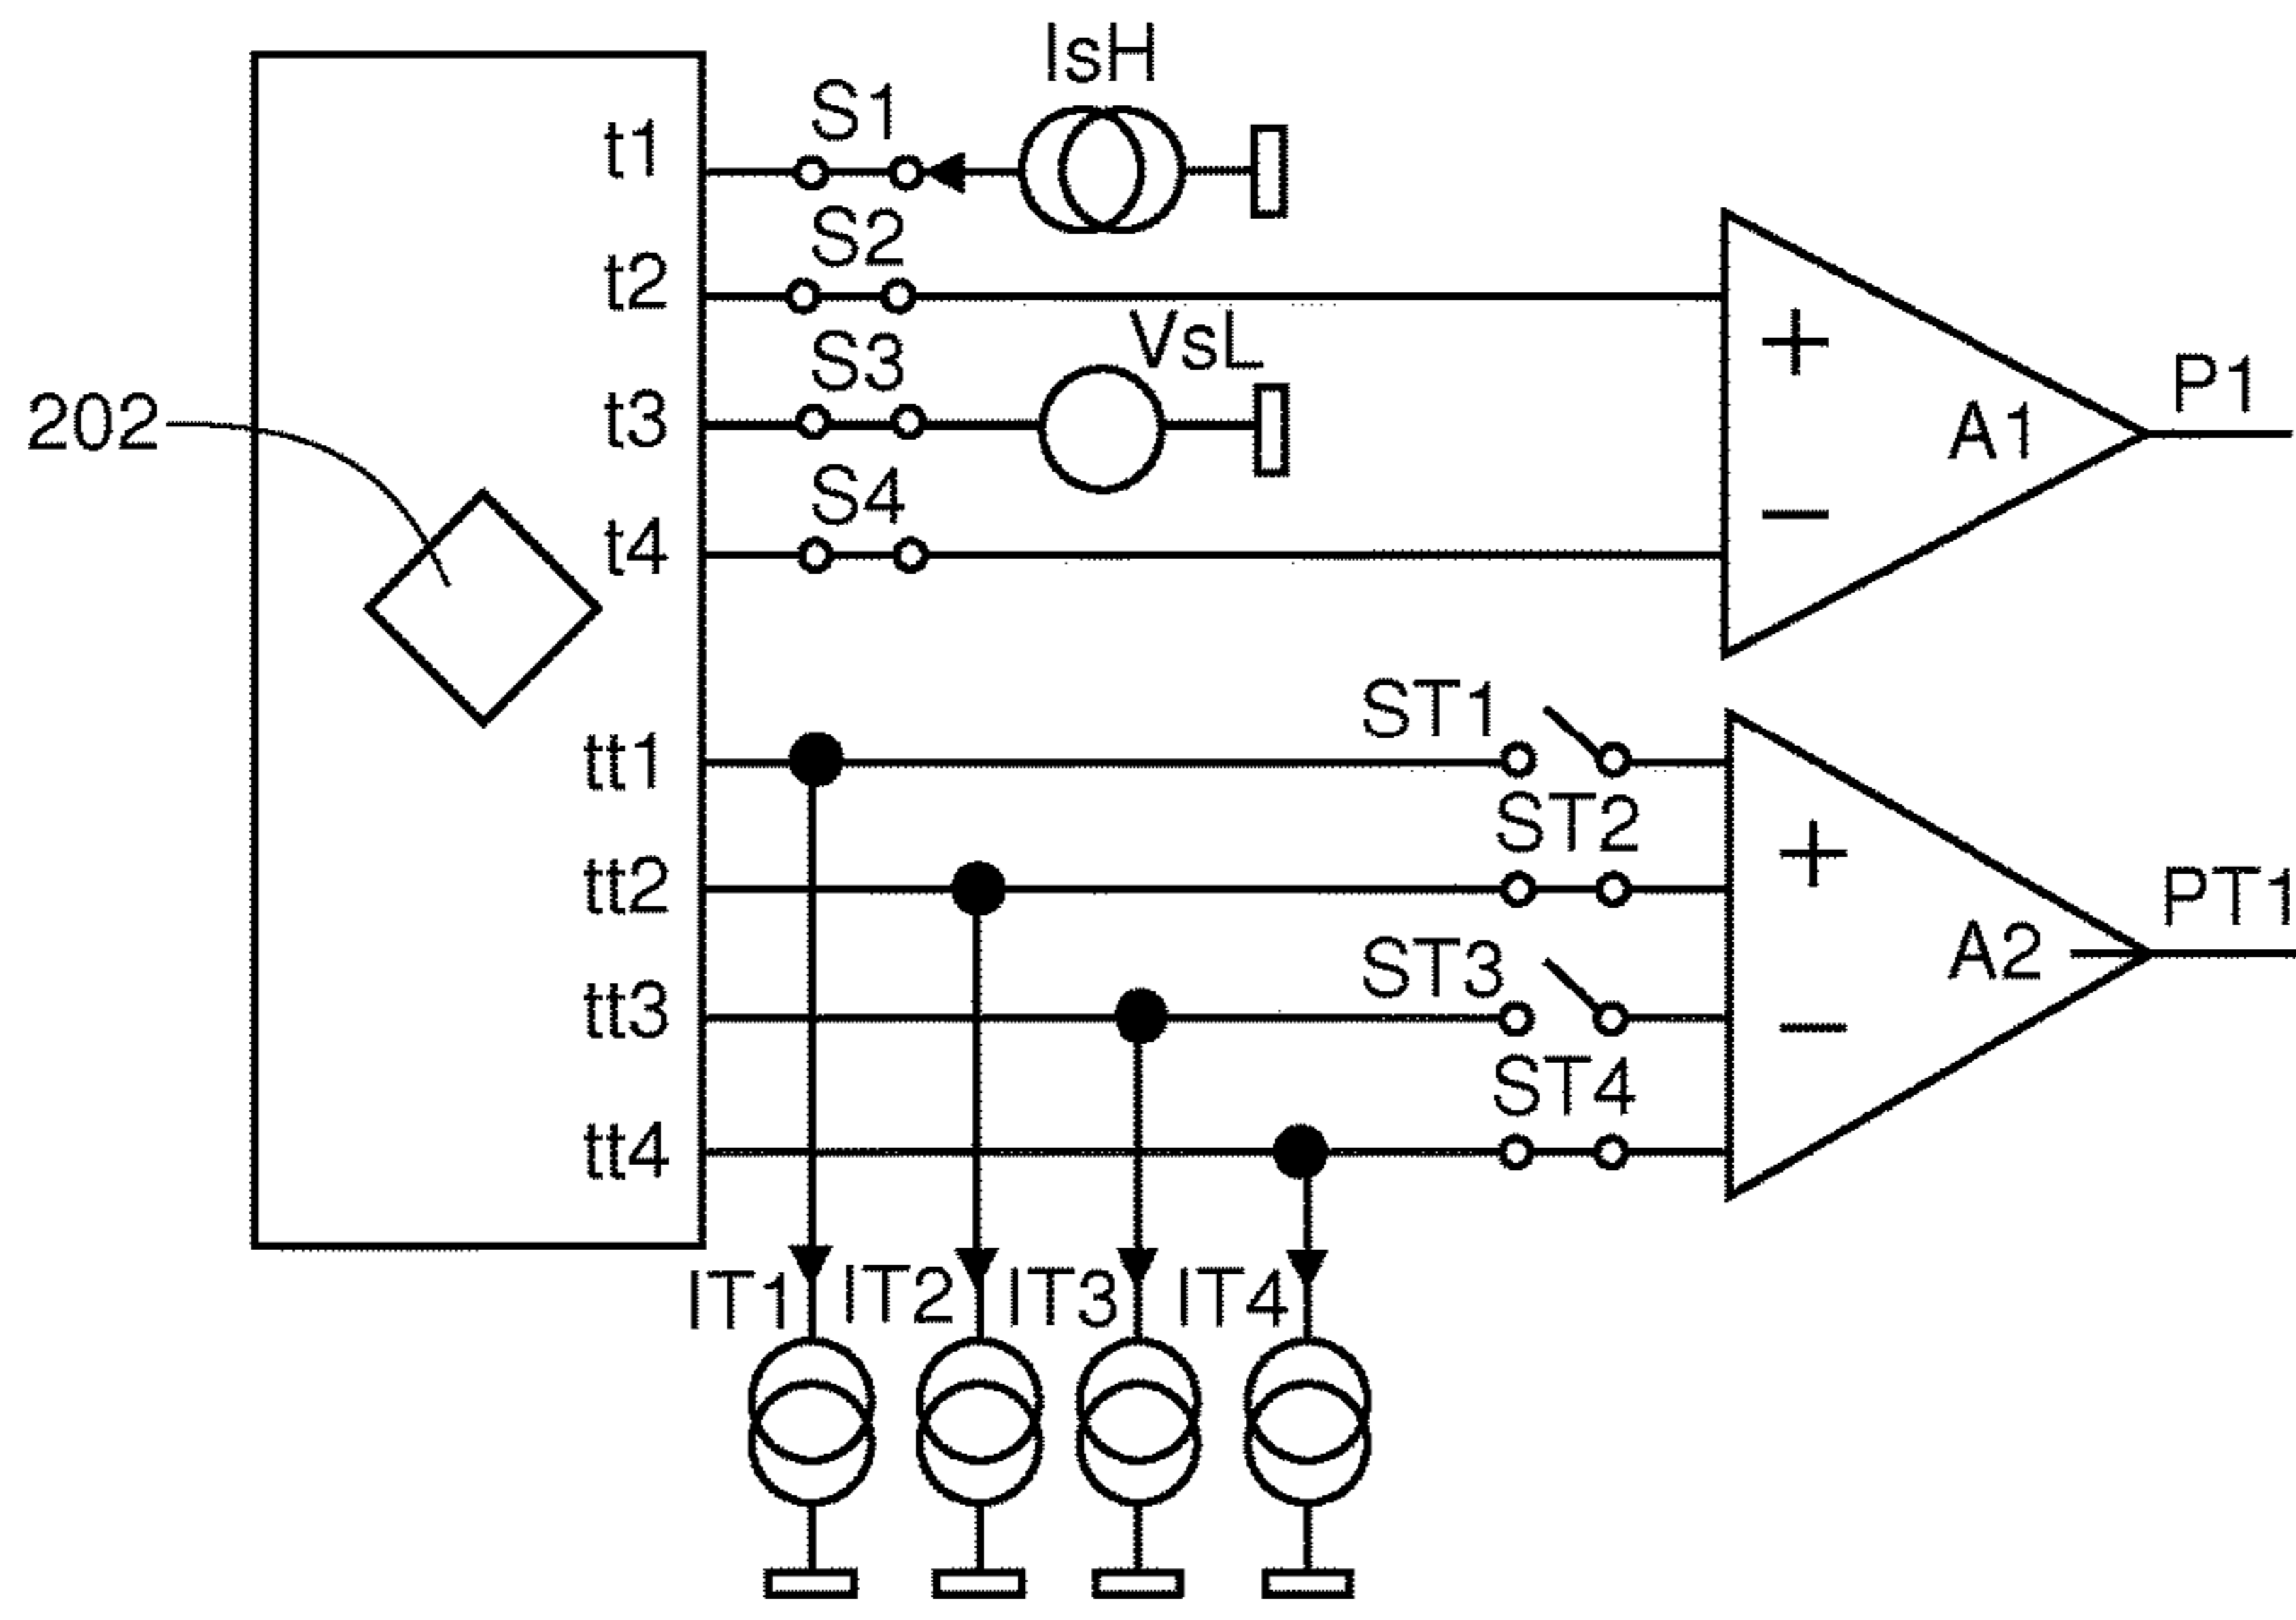 IsH
S1
t1
S2
t2
VsL
S3
P1
t3
202
A1
+
S4
−
t4
ST1
tt1
ST2
+
tt2
PT1
ST3
A2
tt3
−
ST4
tt4
IT1 IT2 IT3 IT4